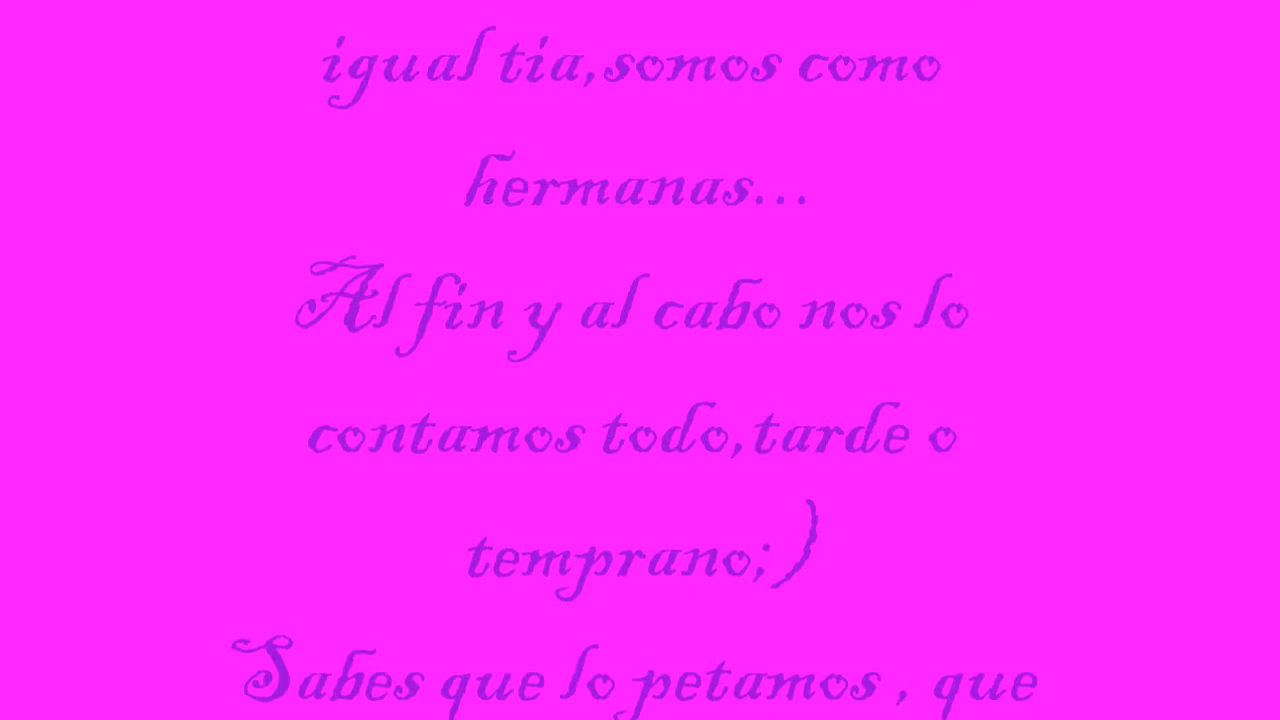 igual tia,somos como
hermanas...
Al fin y al cabo nos lo
contamos todo,tarde o
temprano;)
Sabes que lo petamos , que